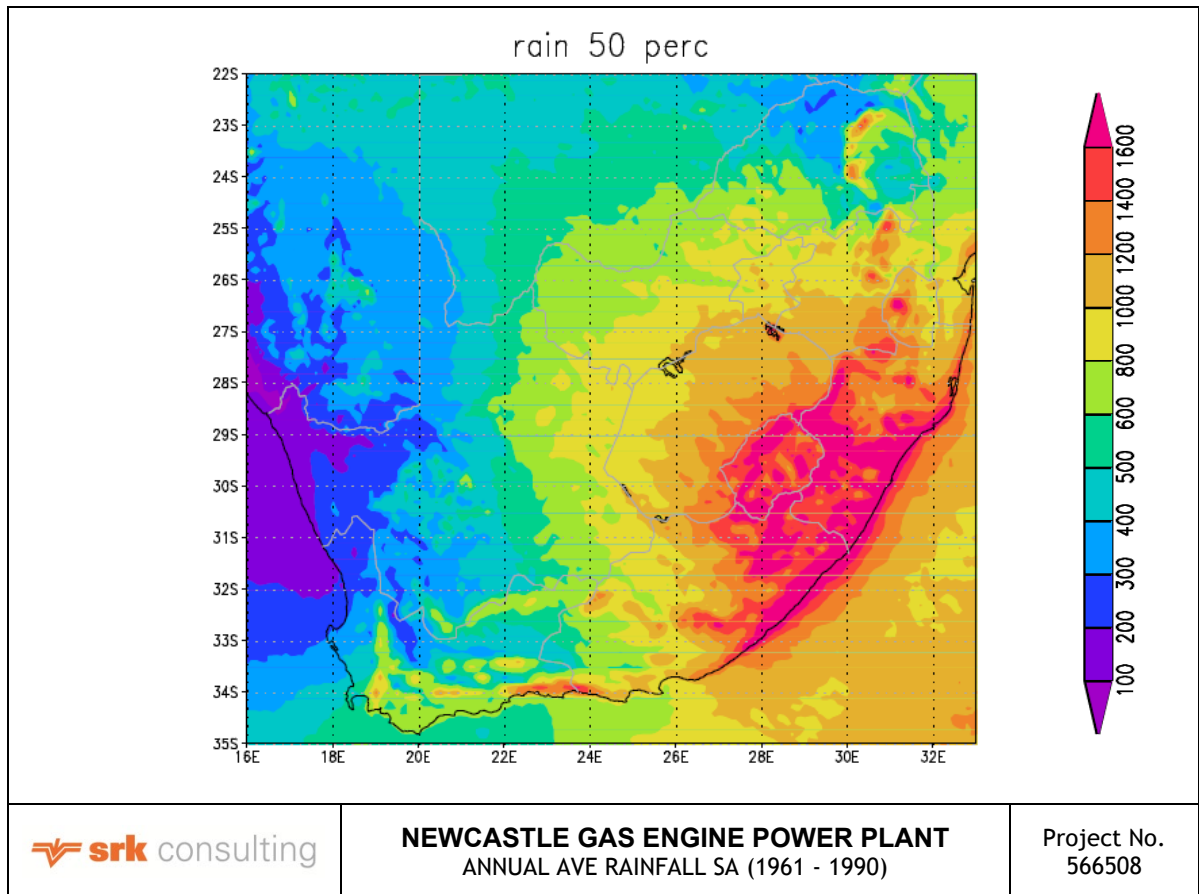 rain 50 perc
22S
23S
24S
25S
26S
27S
28S
29S
30S
31S
32S
33S
34S
35S
16E
18E
20E
22E
24E
26E
28E
30E
32E
1600
1400
1200
1000
800
600
500
400
300
200
100
srk consulting
NEWCASTLE GAS ENGINE POWER PLANT
ANNUAL AVE RAINFALL SA (1961 - 1990)
Project No.
566508